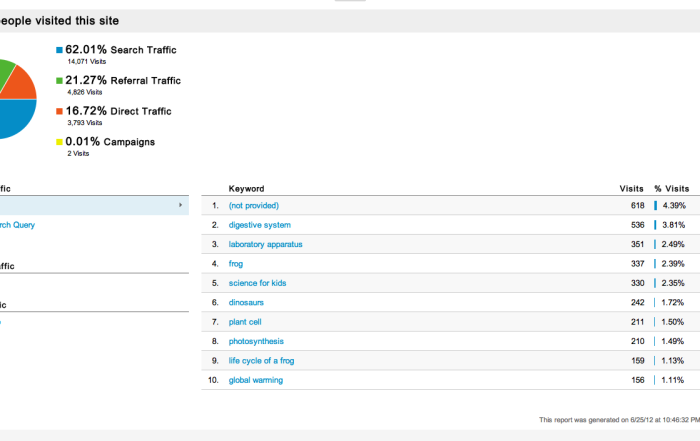 eople visited this site
62.01% Search Traffic
14,071 Visits
21.27% Referral Traffic
4,826 Visits
16.72% Direct Traffic
3,793 Visits
0.01% Campaigns
2 Visits
fic
rch Query
ffic
ic
Keyword Visits % Visits
1. (not provided) 618 4.39%
2. digestive system 536 3.81%
3. laboratory apparatus 351 2.49%
4. frog 337 2.39%
5. science for kids 330 2.35%
6. dinosaurs 242 1.72%
7. plant cell 211 1.50%
8. photosynthesis 210 1.49%
9. life cycle of a frog 159 1.13%
10. global warming 156 1.11%
This report was generated on 6/25/12 at 10:46:32 PM